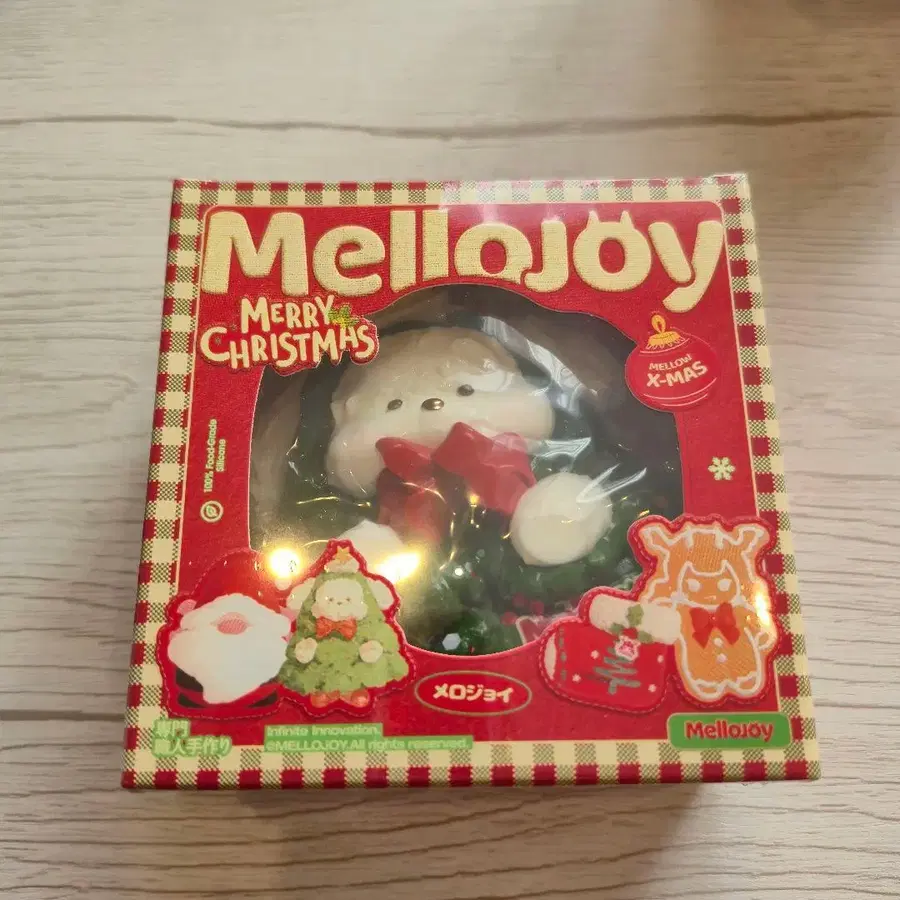 Mellojoy
MERRY
CHRISTMAS
MELLOW
X-MAS
100% Food-Grade
Silicone
メロジョイ
専門
職人手作り
Infinite Innovation.
©MELLOJOY.All rights reserved.
Mellojoy